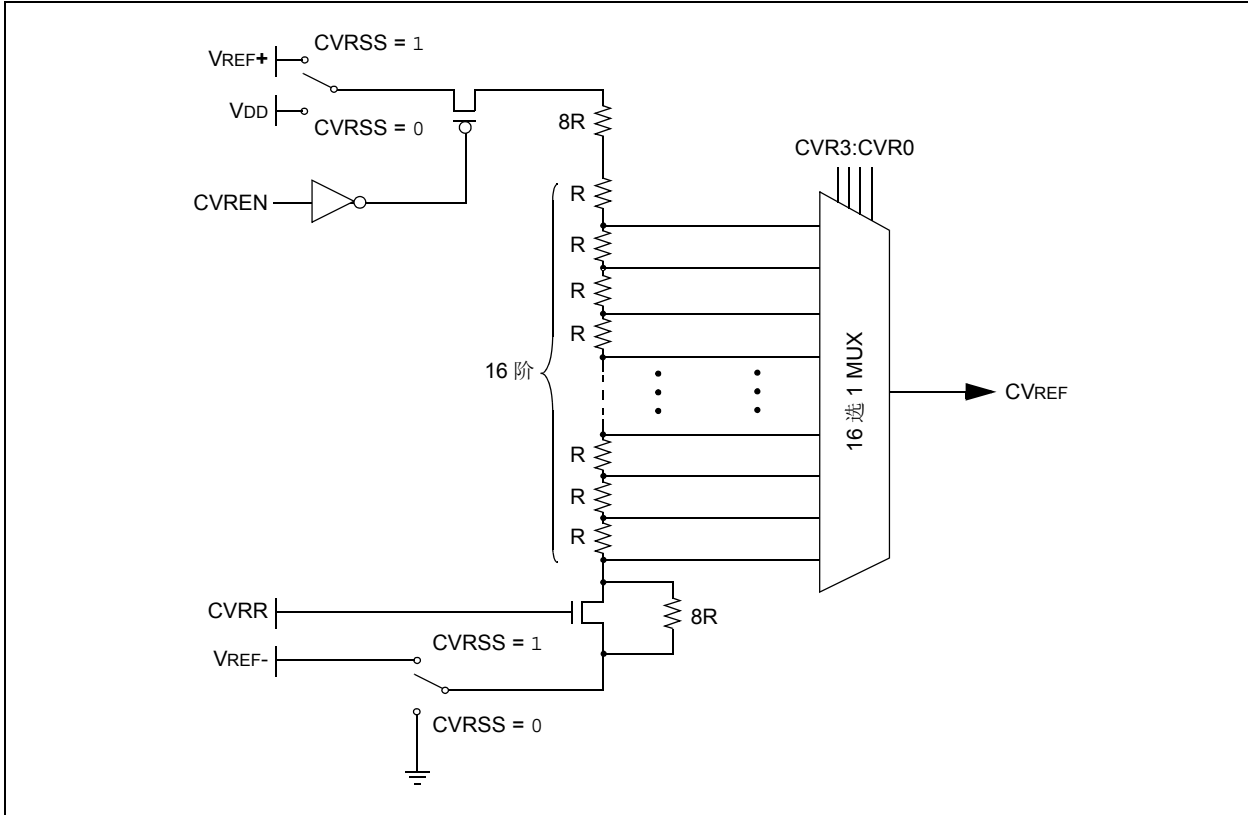 CVRSS = 1
VREF+
VDD
CVRSS = 0
8R
CVREN
CVR3:CVR0
R
R
R
R
16 阶
16 选 1 MUX
CVREF
R
R
R
CVRR
8R
CVRSS = 1
VREF-
CVRSS = 0